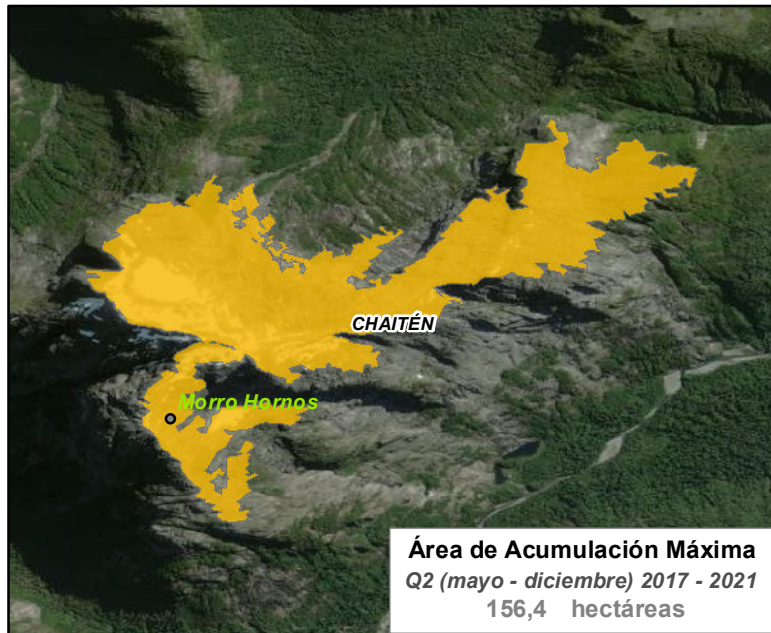 CHAITÉN
Morro Hornos
Área de Acumulación Máxima
Q2 (mayo - diciembre) 2017 - 2021
156,4 hectáreas